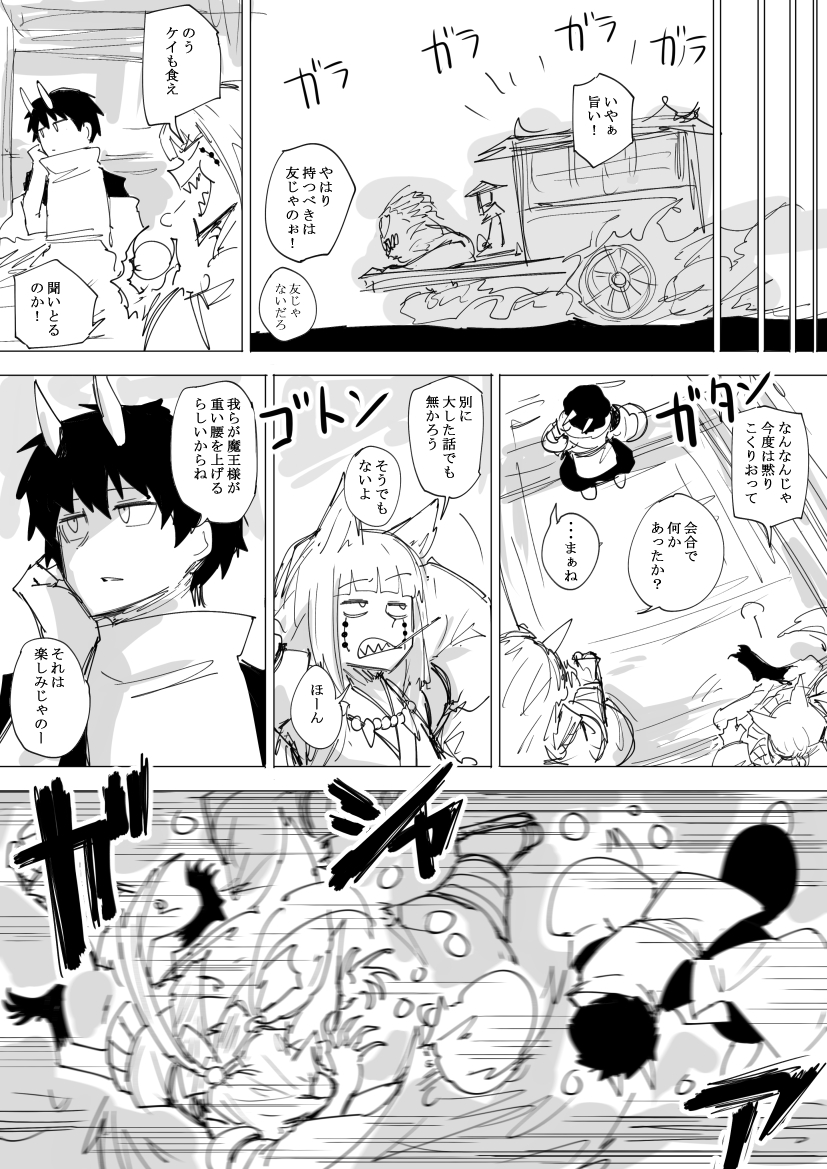 ガラ
ガラ
ガラ
ガラ
いやぁ
旨い！
やはり
持つべきは
友じゃのぉ！
友じゃ
ないだろ
のう
ケイも食え
聞いとる
のか！
ガタン
なんなんじゃ
今度は黙り
こくりおって
会合で
何か
あったか？
･･･まぁね
別に
大した話でも
無かろう
そうでも
ないよ
ほーん
ゴトン
我らが魔王様が
重い腰を上げる
らしいからね
それは
楽しみじゃのー
ガシャァ